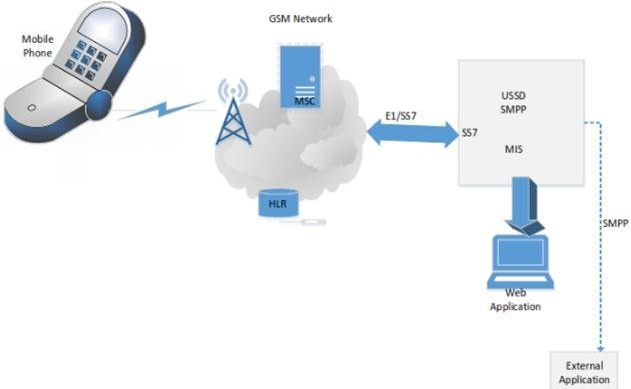 GSM Network
Mobile
Phone
MSC
HLR
E1/SS7
SS7
USSD
SMPP
MIS
SMPP
Web
Application
External
Application